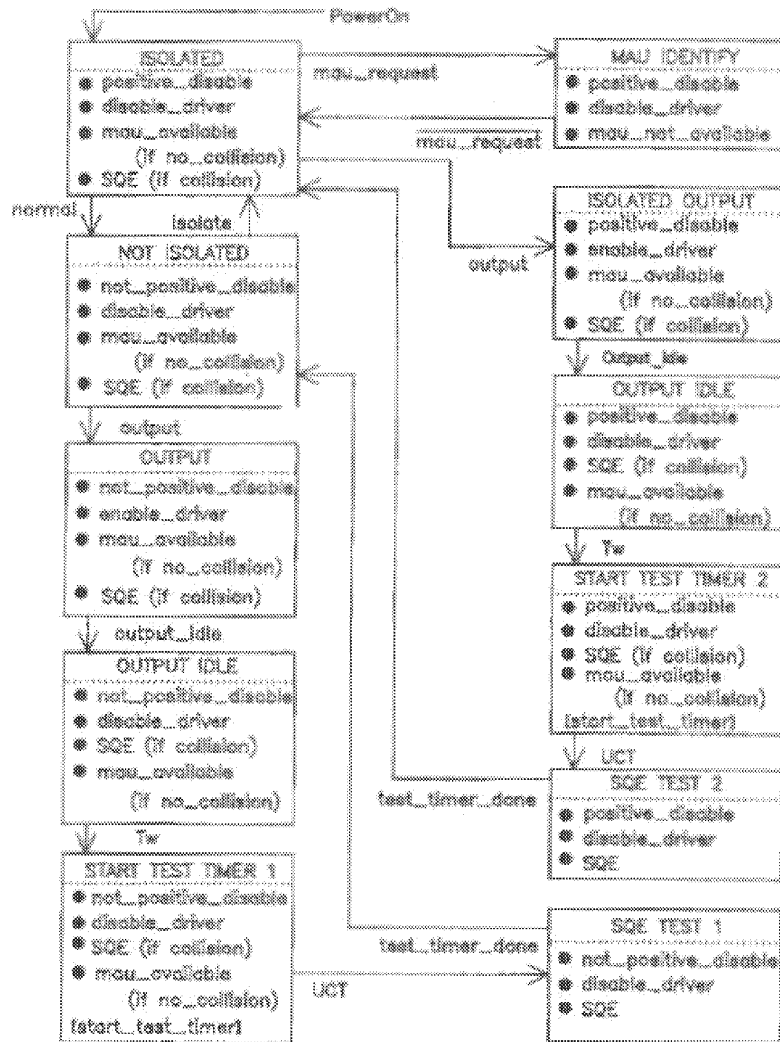 PowerOn
ISOLATED
● positive_disable
● disable_driver
● mau_available
(if no_collision)
● SQE (if collision)
mau_request
MAU IDENTIFY
● positive_disable
● disable_driver
● mau_not_available
mau_request
normal
isolate
output
ISOLATED OUTPUT
● positive_disable
● enable_driver
● mau_available
(if no_collision)
● SQE (if collision)
NOT ISOLATED
● not_positive_disable
● disable_driver
● mau_available
(if no_collision)
● SQE (if collision)
Output_idle
OUTPUT IDLE
● positive_disable
● disable_driver
● SQE (if collision)
● mau_available
(if no_collision)
output
OUTPUT
● not_positive_disable
● enable_driver
● mau_available
(if no_collision)
● SQE (if collision)
Tw
START TEST TIMER 2
● positive_disable
● disable_driver
● SQE (if collision)
● mau_available
(if no_collision)
[start_test_timer]
output_idle
OUTPUT IDLE
● not_positive_disable
● disable_driver
● SQE (if collision)
● mau_available
(if no_collision)
UCT
test_timer_done
SQE TEST 2
● positive_disable
● disable_driver
● SQE
Tw
START TEST TIMER 1
● not_positive_disable
● disable_driver
● SQE (if collision)
● mau_available
(if no_collision)
[start_test_timer]
UCT
test_timer_done
SQE TEST 1
● not_positive_disable
● disable_driver
● SQE